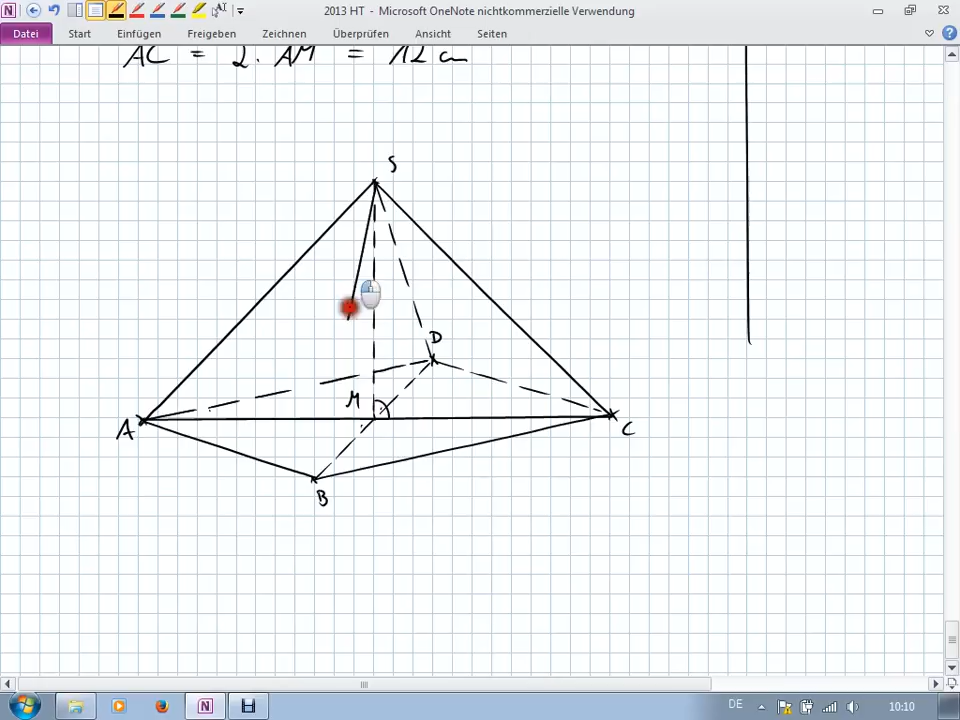 2013 HT - Microsoft OneNote nichtkommerzielle Verwendung
Datei Start Einfügen Freigeben Zeichnen Überprüfen Ansicht Seiten
AC = 2. AM = 12 cm
S
D
M
A
C
B
DE 10:10